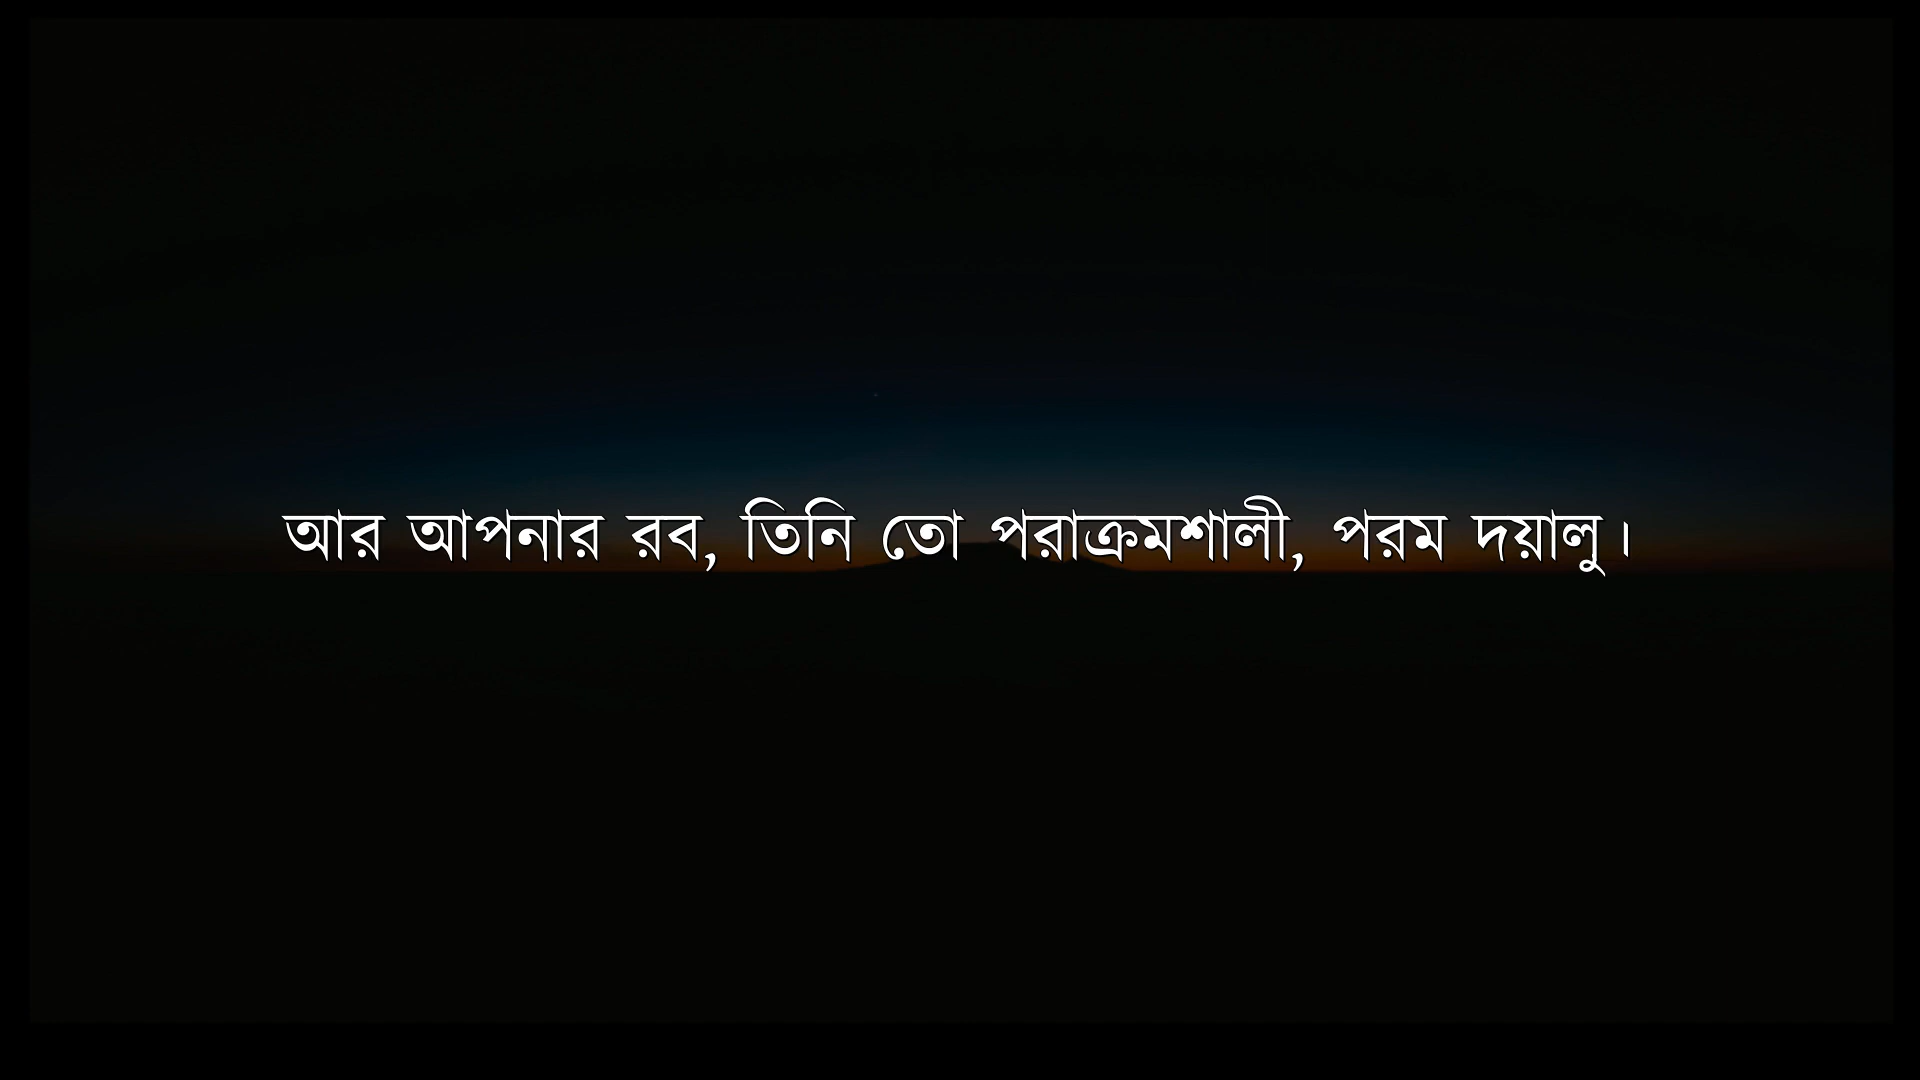 আর আপনার রব, তিনি তো পরাক্রমশালী, পরম দয়ালু।